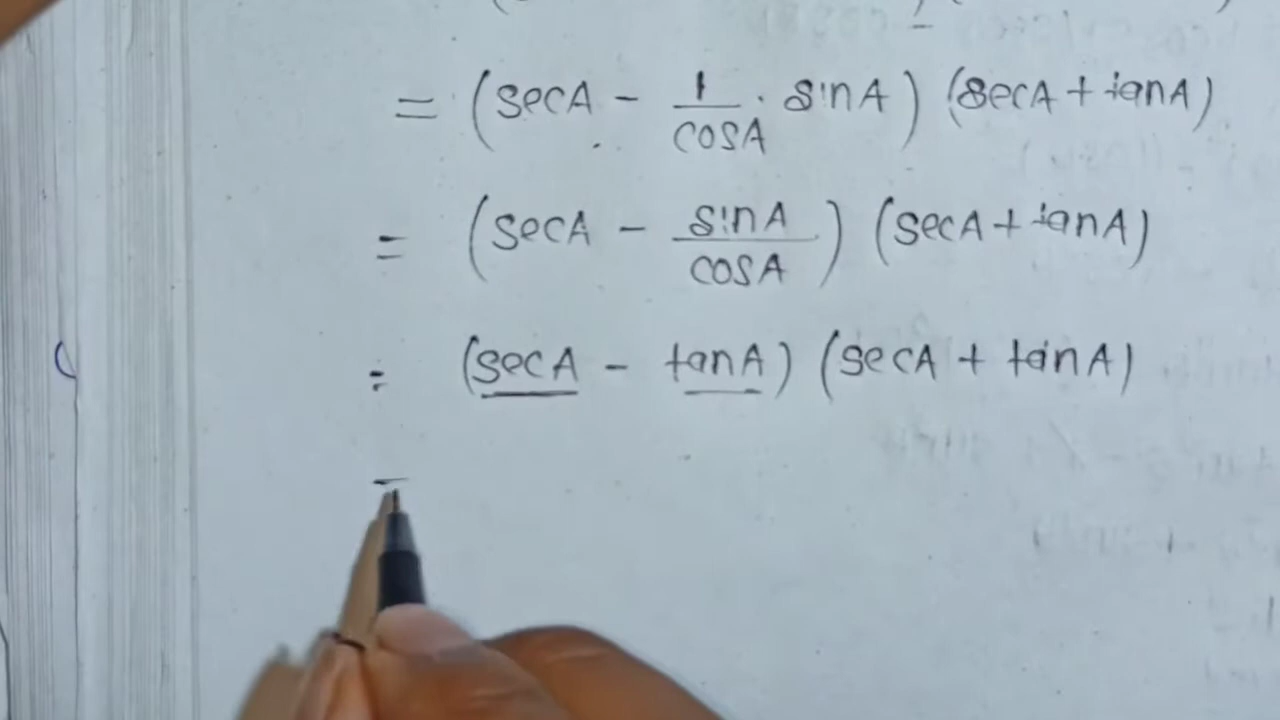 = (secA - 1/cosA · sinA) (secA + tanA)
= (secA - sinA/cosA) (secA + tanA)
= (secA - tanA) (secA + tanA)
=